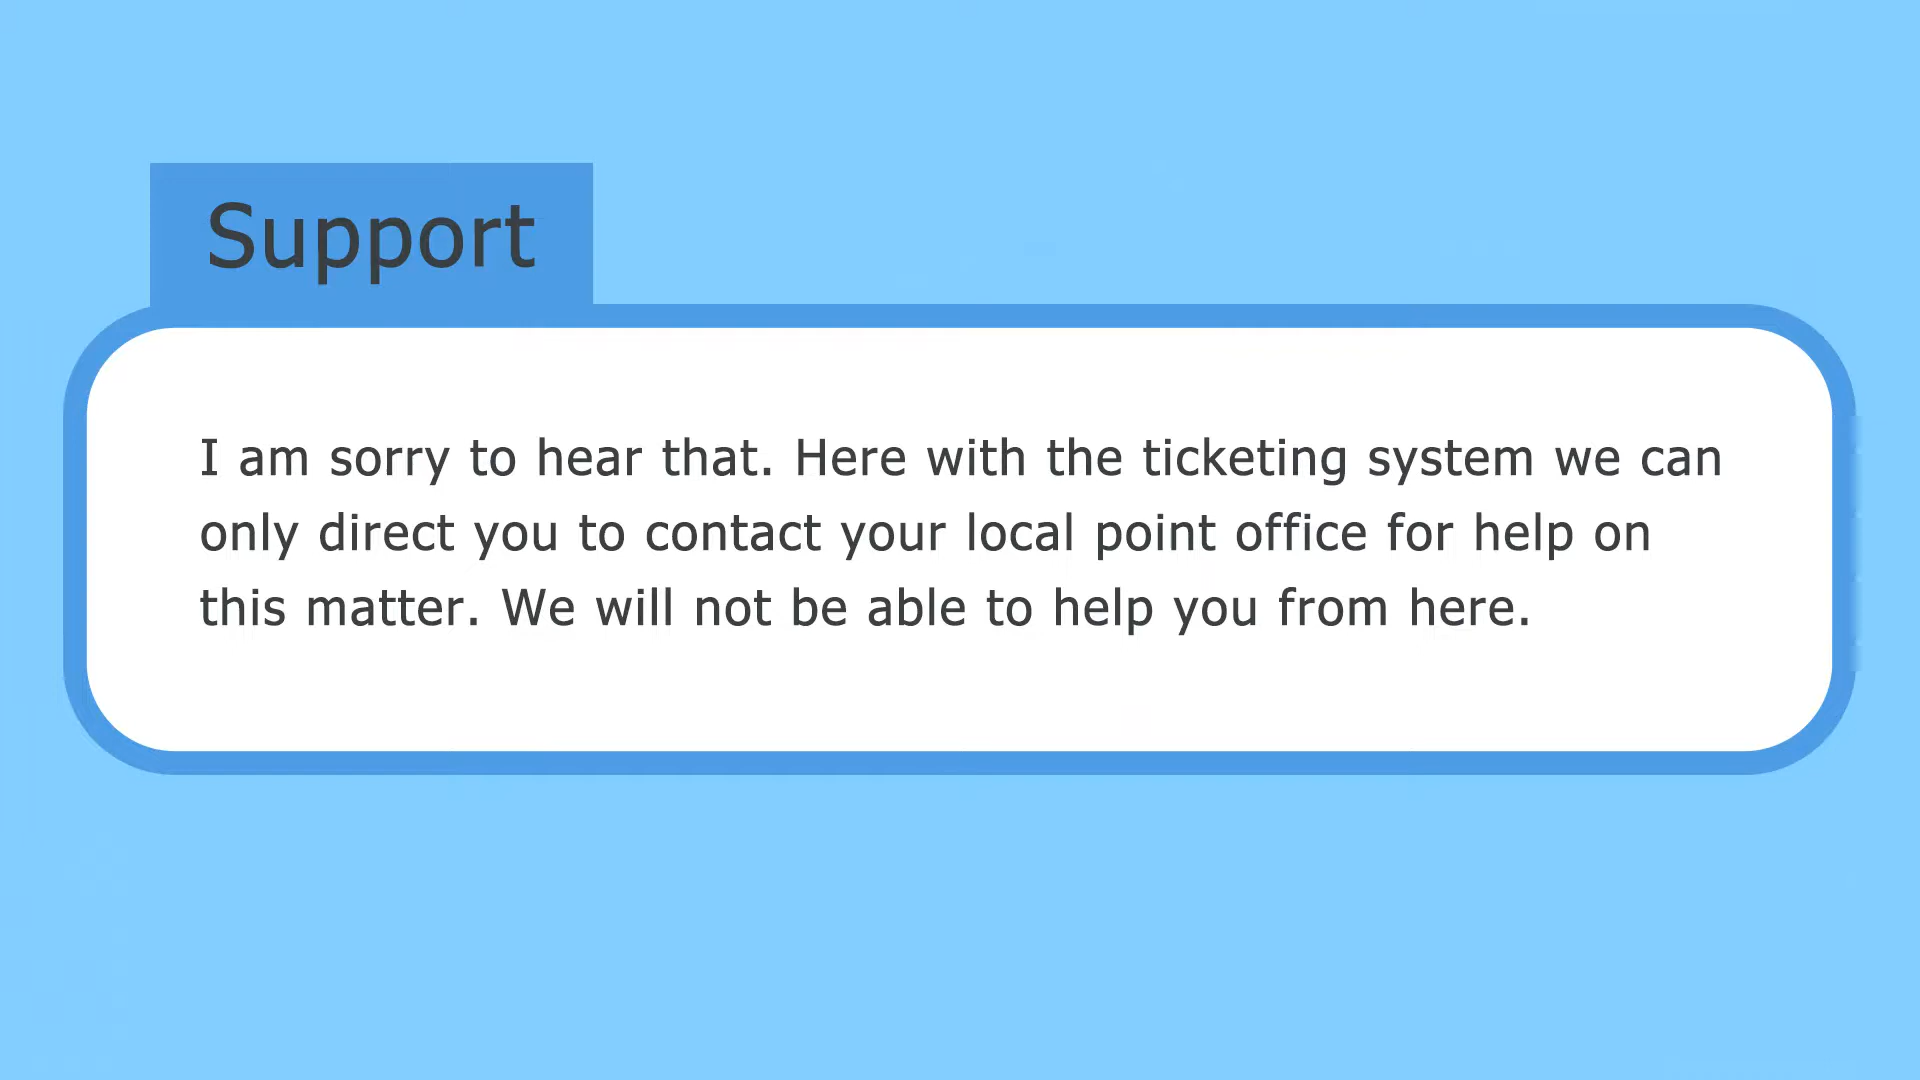 Support
I am sorry to hear that. Here with the ticketing system we can
only direct you to contact your local point office for help on
this matter. We will not be able to help you from here.